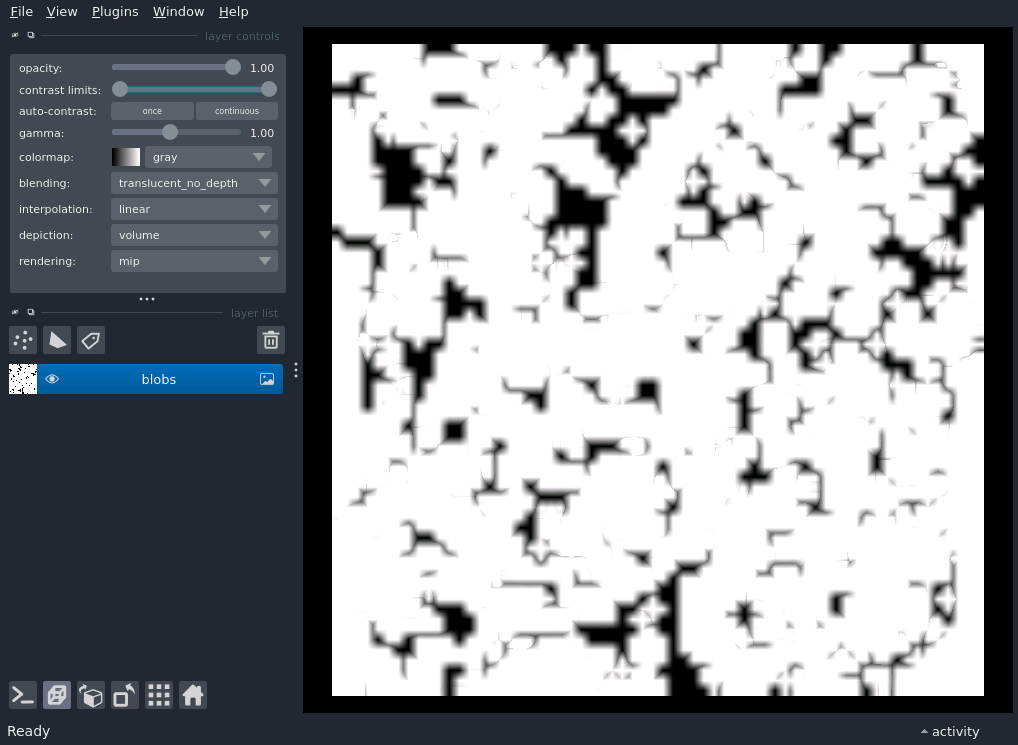 File View Plugins Window Help
layer controls
opacity: 1.00
contrast limits:
auto-contrast: once continuous
gamma: 1.00
colormap: gray
blending: translucent_no_depth
interpolation: linear
depiction: volume
rendering: mip
layer list
blobs
Ready
activity